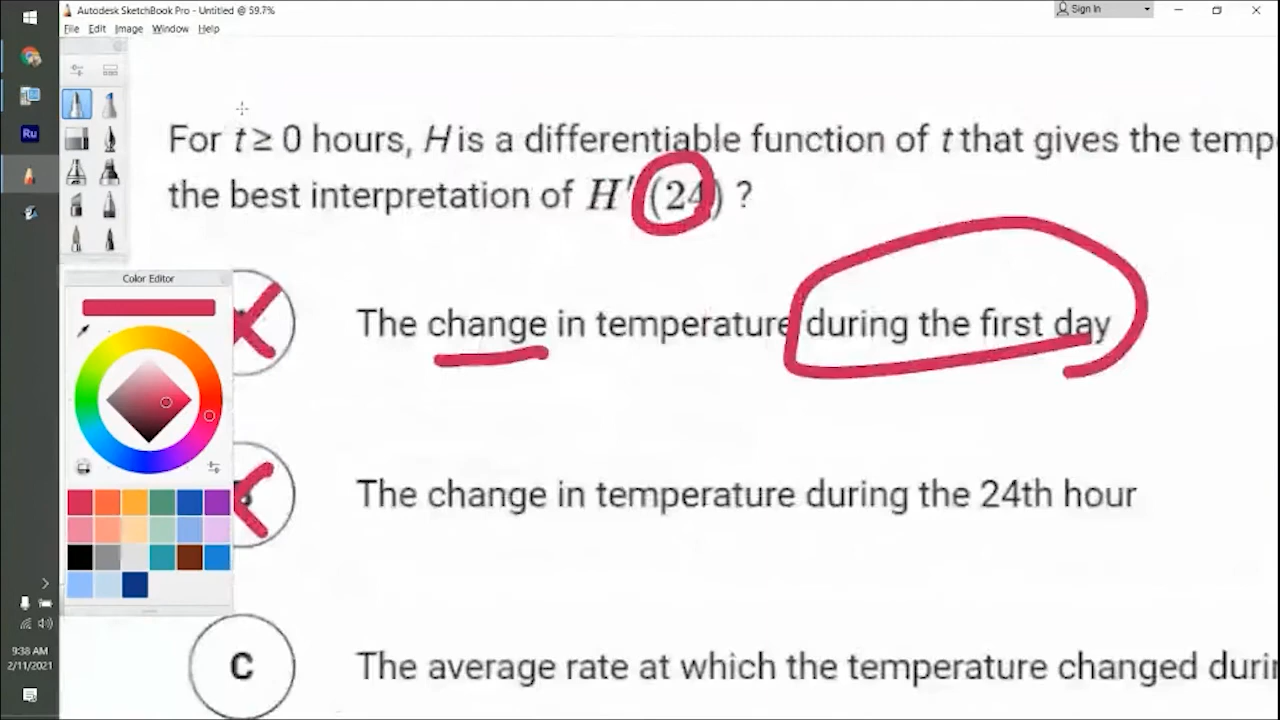 Autodesk SketchBook Pro - Untitled @ 59.7%
Sign In
File Edit Image Window Help
For t ≥ 0 hours, H is a differentiable function of t that gives the temp
the best interpretation of H′ (24) ?
Color Editor
The change in temperature during the first day
The change in temperature during the 24th hour
C The average rate at which the temperature changed duri
Ru
9:38 AM
2/11/2021